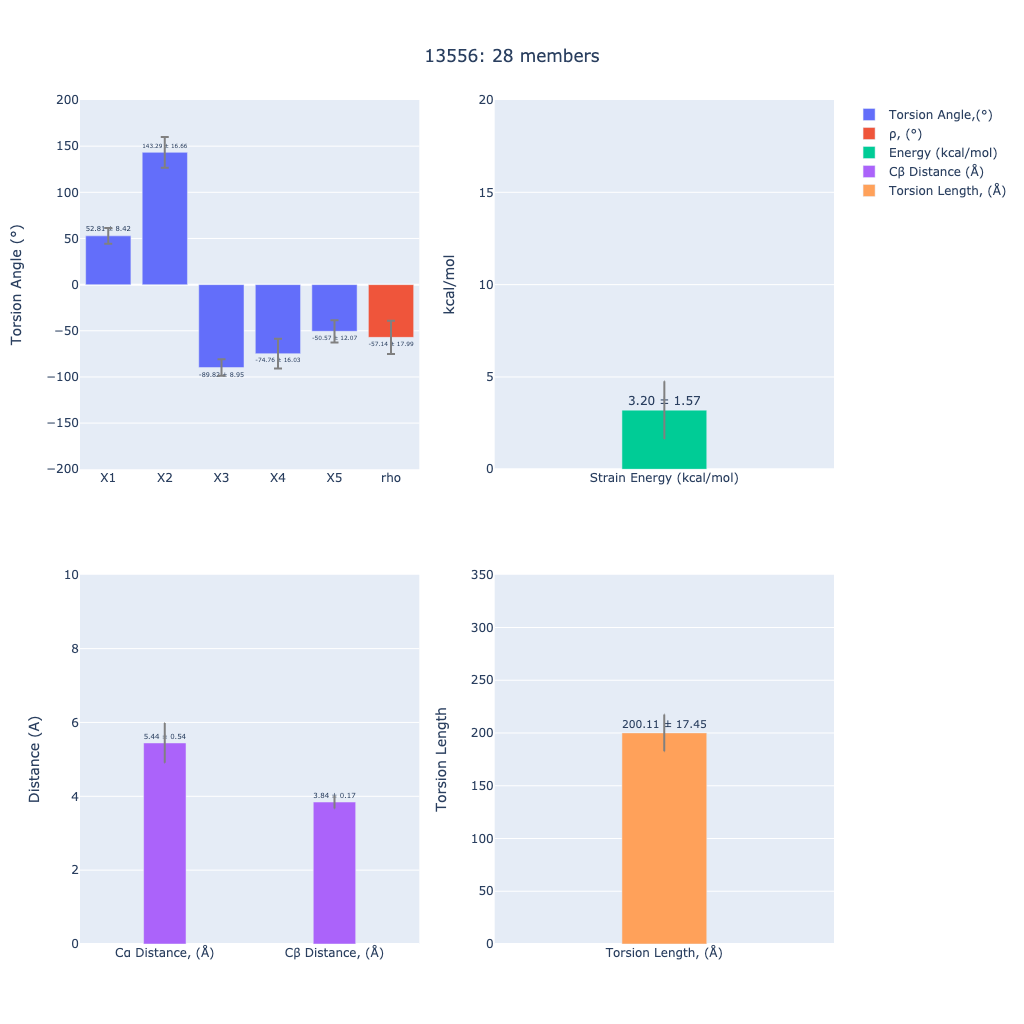 13556: 28 members
Torsion Angle (°)
200
150
100
50
0
−50
−100
−150
−200
143.29 ± 16.66
52.81 ± 8.42
-50.57 ± 12.07
-57.14 ± 17.99
-74.76 ± 16.03
-89.82 ± 8.95
X1 X2 X3 X4 X5 rho
kcal/mol
20
15
10
5
0
3.20 ± 1.57
Strain Energy (kcal/mol)
Torsion Angle,(°)
ρ, (°)
Energy (kcal/mol)
Cβ Distance (Å)
Torsion Length, (Å)
Distance (A)
10
8
6
4
2
0
5.44 ± 0.54
3.84 ± 0.17
Cα Distance, (Å) Cβ Distance, (Å)
Torsion Length
350
300
250
200
150
100
50
0
200.11 ± 17.45
Torsion Length, (Å)